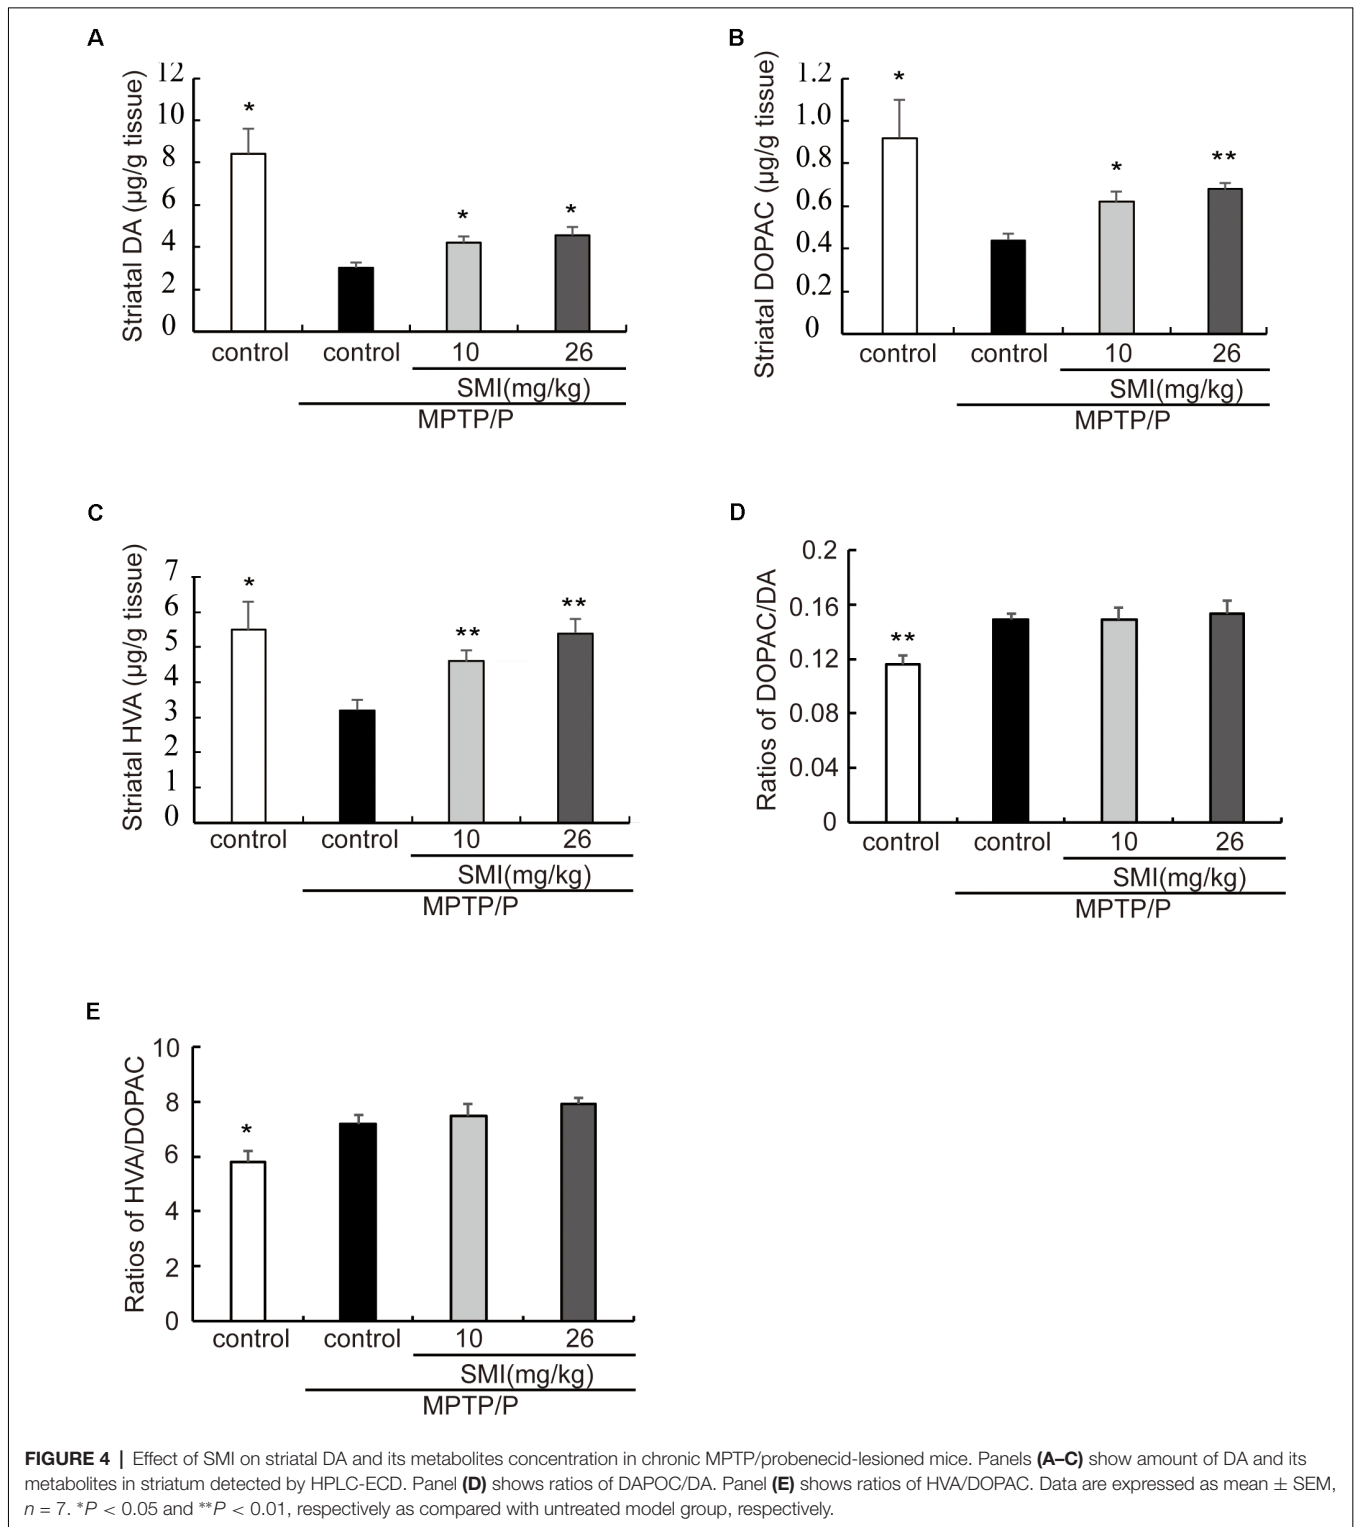 A
Striatal DA (µg/g tissue)
12
10
8
6
4
2
0
*
*
*
control control 10 26
SMI(mg/kg)
MPTP/P
B
Striatal DOPAC (µg/g tissue)
1.2
1.0
0.8
0.6
0.4
0.2
0
*
*
**
control control 10 26
SMI(mg/kg)
MPTP/P
C
Striatal HVA (µg/g tissue)
7
6
5
4
3
2
1
0
*
**
**
control control 10 26
SMI(mg/kg)
MPTP/P
D
Ratios of DOPAC/DA
0.2
0.16
0.12
0.08
0.04
0
**
control control 10 26
SMI(mg/kg)
MPTP/P
E
Ratios of HVA/DOPAC
10
8
6
4
2
0
*
control control 10 26
SMI(mg/kg)
MPTP/P
FIGURE 4 | Effect of SMI on striatal DA and its metabolites concentration in chronic MPTP/probenecid-lesioned mice. Panels (A–C) show amount of DA and its
metabolites in striatum detected by HPLC-ECD. Panel (D) shows ratios of DAPOC/DA. Panel (E) shows ratios of HVA/DOPAC. Data are expressed as mean ± SEM,
n = 7. *P < 0.05 and **P < 0.01, respectively as compared with untreated model group, respectively.